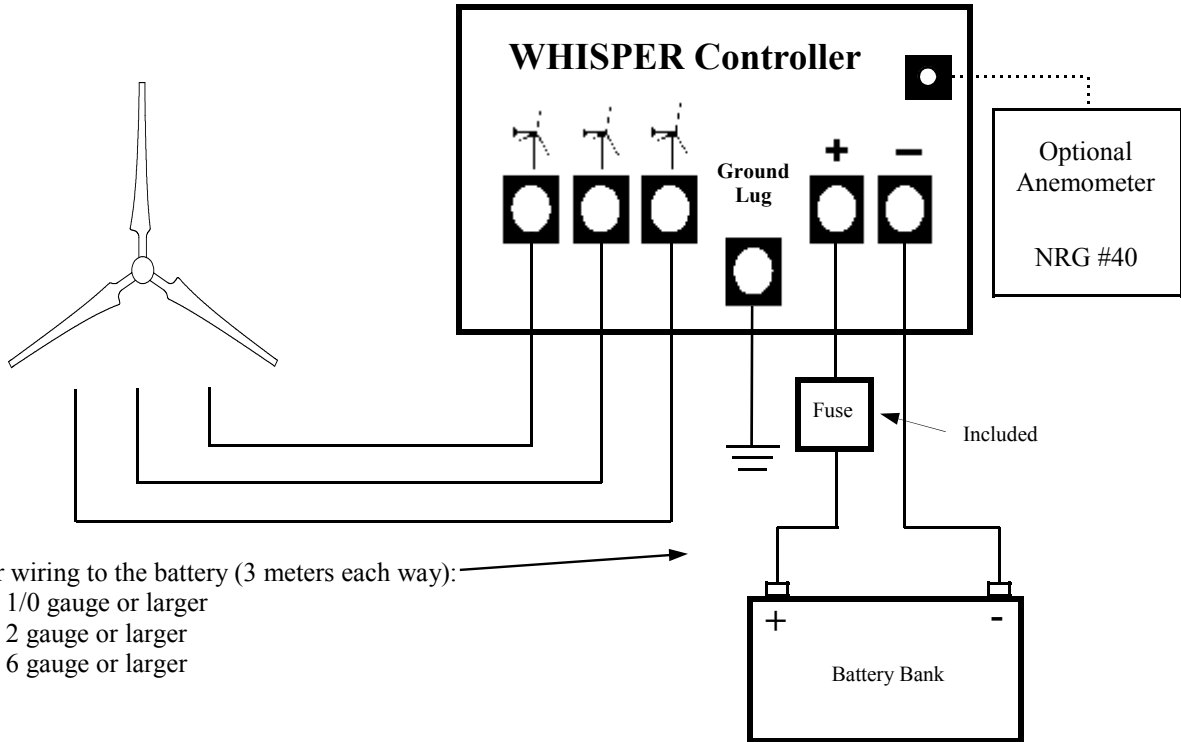 WHISPER Controller
Ground
Lug
+
−
Optional
Anemometer
NRG #40
Fuse
Included
wiring to the battery (3 meters each way):
1/0 gauge or larger
2 gauge or larger
6 gauge or larger
+
-
Battery Bank